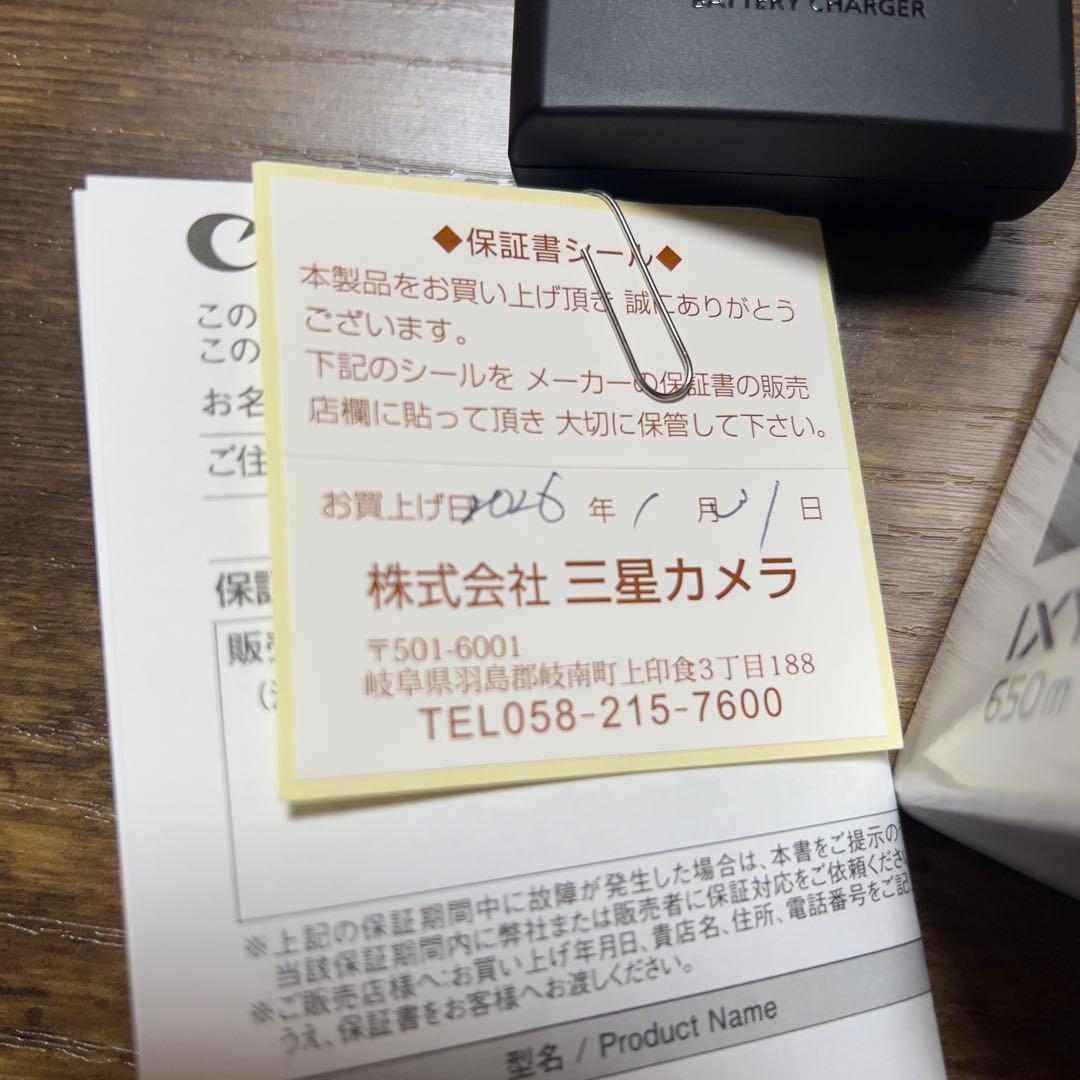 BATTERY CHARGER
◆保証書シール◆
本製品をお買い上げ頂き 誠にありがとう
ございます。
下記のシールを メーカーの保証書の販売
店欄に貼って頂き 大切に保管して下さい。
お買上げ日 2026 年 1 月 31 日
株式会社 三星カメラ
〒501-6001
岐阜県羽島郡岐南町上印食3丁目188
TEL058-215-7600
C
この
この
お名
ご住
保証
販売
※上記の保証期間中に故障が発生した場合は、本書をご提示の
当該保証期間内に弊社または販売者に保証対応をご依頼くださ
※ご販売店様へ:お買い上げ年月日、貴店名、住所、電話番号をご記
うえ、保証書をお客様へお渡しください。
型名 / Product Name
IXY
650m